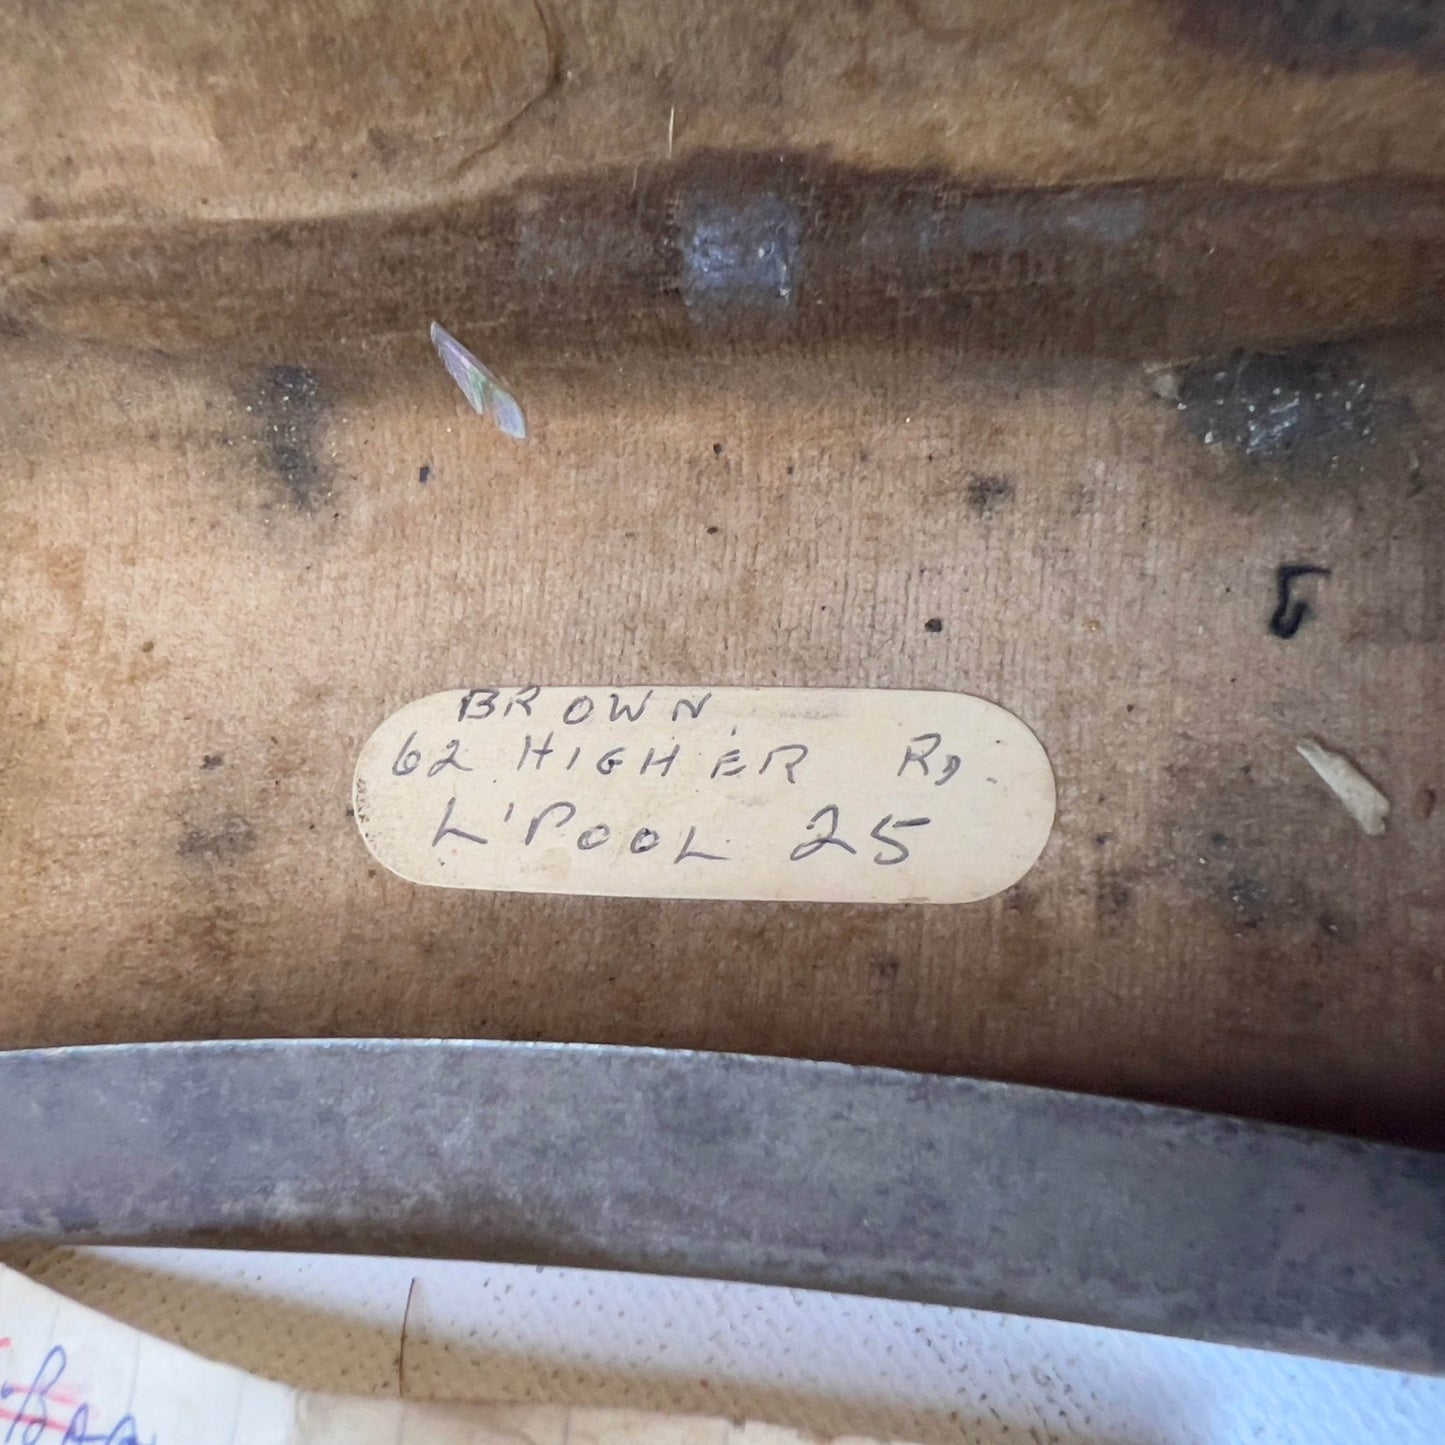 BROWN,
62 HIGHER RD.
L'POOL 25